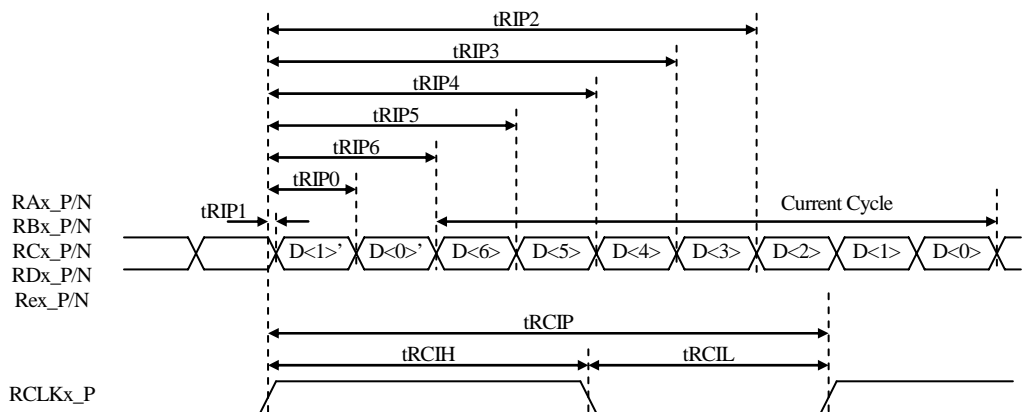 tRIP2
tRIP3
tRIP4
tRIP5
tRIP6
tRIP0
RAx_P/N
tRIP1
Current Cycle
RBx_P/N
RCx_P/N
D<1>’ D<0>’ D<6> D<5> D<4> D<3> D<2> D<1> D<0>
RDx_P/N
Rex_P/N
tRCIP
tRCIH tRCIL
RCLKx_P